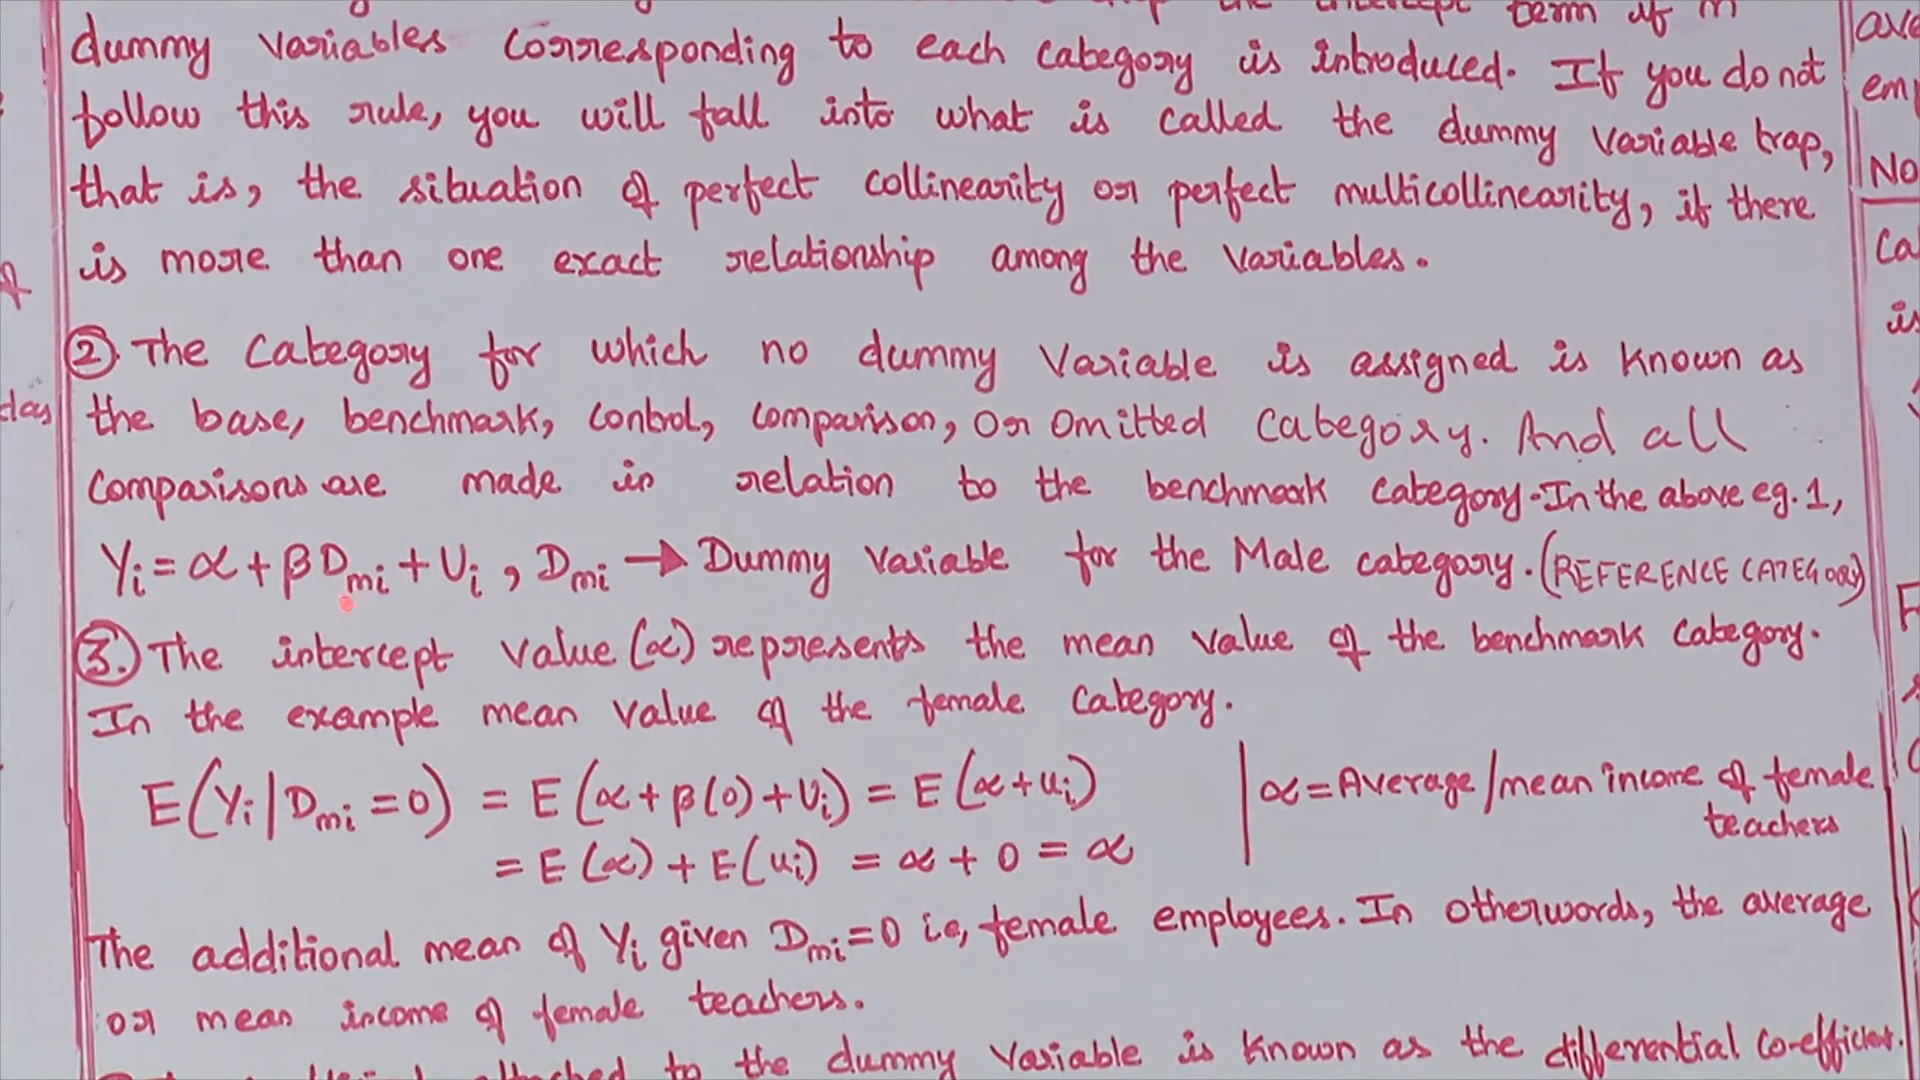 the intercept term if m
dummy variables corresponding to each category is introduced. If you do not
follow this rule, you will fall into what is called the dummy variable trap,
that is, the situation of perfect collinearity or perfect multicollinearity, if there
is more than one exact relationship among the variables.
② The category for which no dummy variable is assigned is known as
the base, benchmark, control, comparison, or omitted category. And all
comparisons are made in relation to the benchmark category. In the above eg. 1,
Yi = α + β Dmi + Ui , Dmi → Dummy variable for the Male category. (REFERENCE CATEGORY)
③. The intercept value (α) represents the mean value of the benchmark category.
In the example mean value of the female category.
E(Yi | Dmi = 0) = E(α + β(0) + Ui) = E(α + ui)
= E(α) + E(ui) = α + 0 = α
α = Average / mean income of female
teachers
The additional mean of Yi given Dmi = 0 i.e, female employees. In otherwords, the average
or mean income of female teachers.
to the dummy variable is known as the differential co-efficient.
No
is